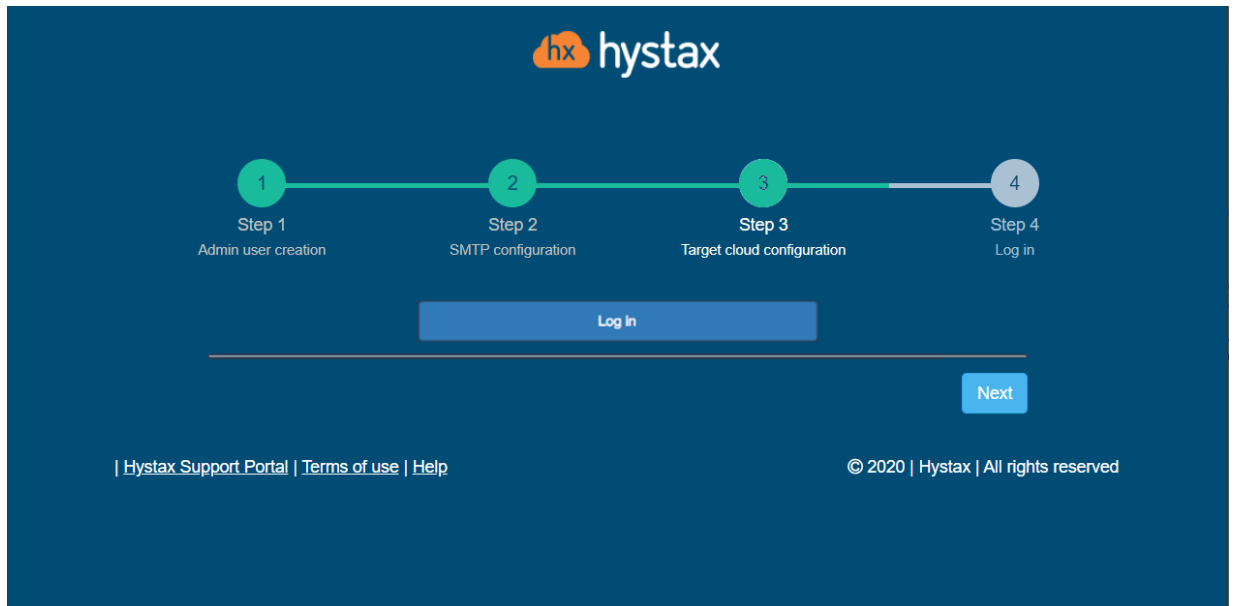 hx hystax
1 2 3 4
Step 1 Step 2 Step 3 Step 4
Admin user creation SMTP configuration Target cloud configuration Log in
Log in
Next
| Hystax Support Portal | Terms of use | Help © 2020 | Hystax | All rights reserved